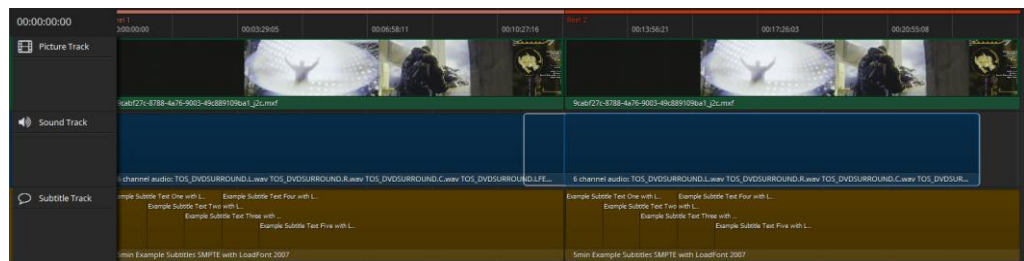 00:00:00:00
Reel 1
Reel 2
00:03:29:05
00:06:58:11
00:10:27:16
00:13:56:21
00:17:26:03
00:20:55:08
Picture Track
9cabf27c-8788-4a76-9003-49c889109ba1_j2c.mxf
9cabf27c-8788-4a76-9003-49c889109ba1_j2c.mxf
Sound Track
6 channel audio: TOS_DVDSURROUND.L.wav TOS_DVDSURROUND.R.wav TOS_DVDSURROUND.C.wav TOS_DVDSURROUND.LFE...
6 channel audio: TOS_DVDSURROUND.L.wav TOS_DVDSURROUND.R.wav TOS_DVDSURROUND.C.wav TOS_DVDSUR...
Subtitle Track
Example Subtitle Text One with L...
Example Subtitle Text Four with L...
Example Subtitle Text Two with L...
Example Subtitle Text Three with ...
Example Subtitle Text Five with L...
Example Subtitle Text One with L...
Example Subtitle Text Four with L...
Example Subtitle Text Two with L...
Example Subtitle Text Three with ...
Example Subtitle Text Five with L...
5min Example Subtitles SMPTE with LoadFont 2007
5min Example Subtitles SMPTE with LoadFont 2007